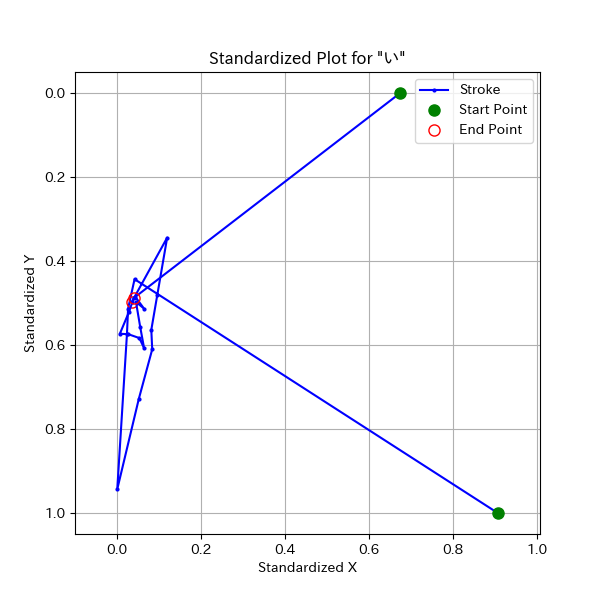 Standardized Plot for "い"
Stroke
Start Point
End Point
0.0
0.2
0.4
0.6
0.8
1.0
Standardized Y
0.0 0.2 0.4 0.6 0.8 1.0
Standardized X